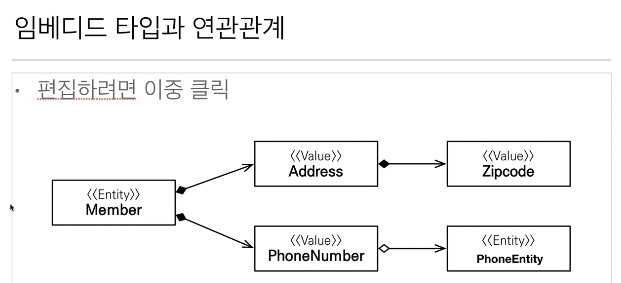 임베디드 타입과 연관관계
• 편집하려면 이중 클릭
<<Value>>
Address
<<Value>>
Zipcode
<<Entity>>
Member
<<Value>>
PhoneNumber
<<Entity>>
PhoneEntity